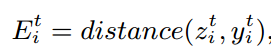 $E_i^t = distance(z_i^t, y_i^t),$